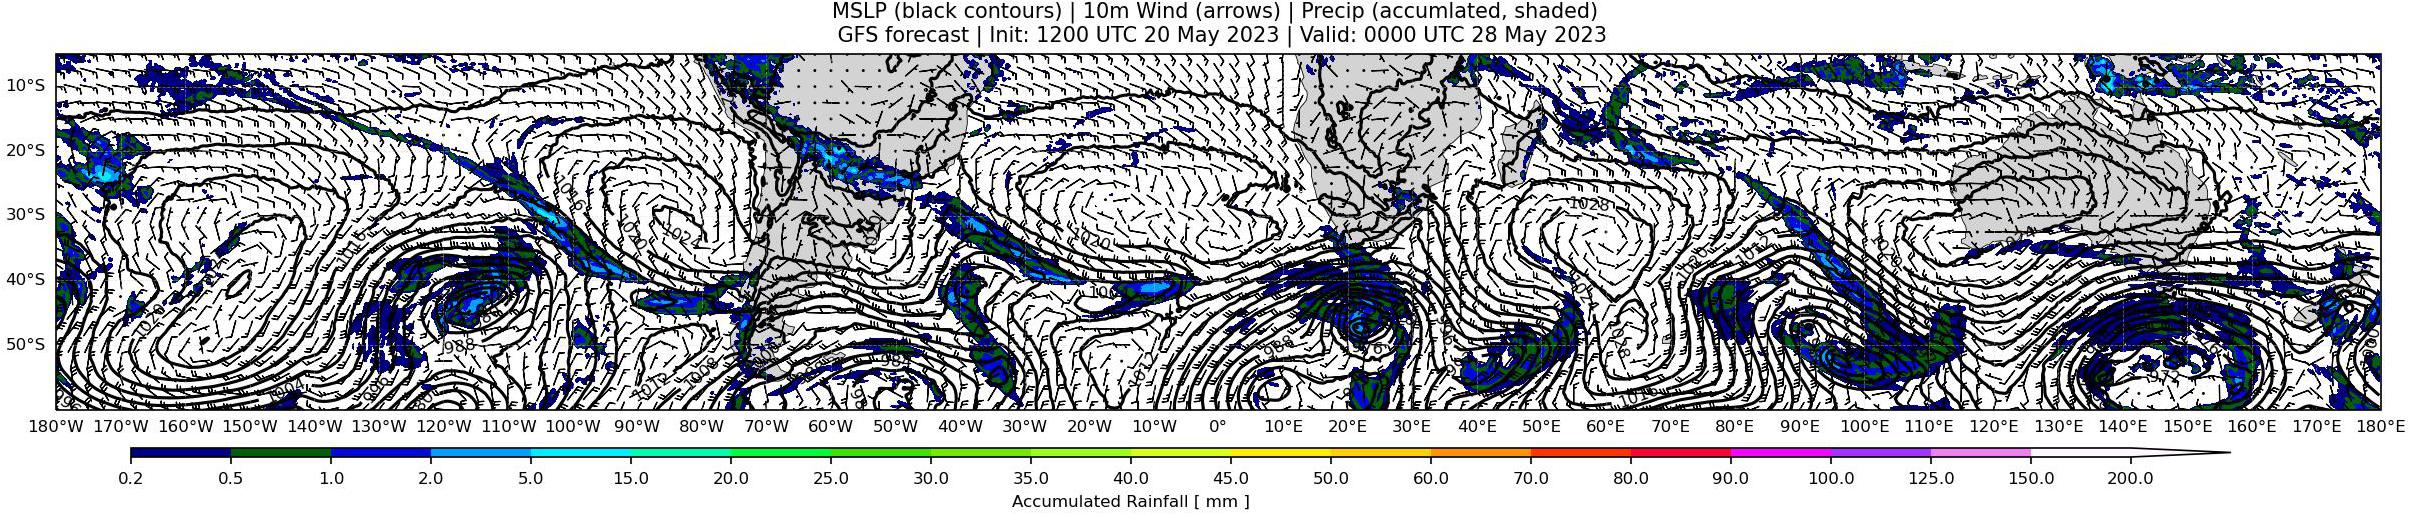 MSLP (black contours) | 10m Wind (arrows) | Precip (accumlated, shaded)
GFS forecast | Init: 1200 UTC 20 May 2023 | Valid: 0000 UTC 28 May 2023
10°S
20°S
30°S
40°S
50°S
1016
1020
1024
1020
1028
1020
1024
988
1004
1012
1008
988
1016
180°W 170°W 160°W 150°W 140°W 130°W 120°W 110°W 100°W 90°W 80°W 70°W 60°W 50°W 40°W 30°W 20°W 10°W 0° 10°E 20°E 30°E 40°E 50°E 60°E 70°E 80°E 90°E 100°E 110°E 120°E 130°E 140°E 150°E 160°E 170°E 180°E
0.2 0.5 1.0 2.0 5.0 15.0 20.0 25.0 30.0 35.0 40.0 45.0 50.0 60.0 70.0 80.0 90.0 100.0 125.0 150.0 200.0
Accumulated Rainfall [ mm ]